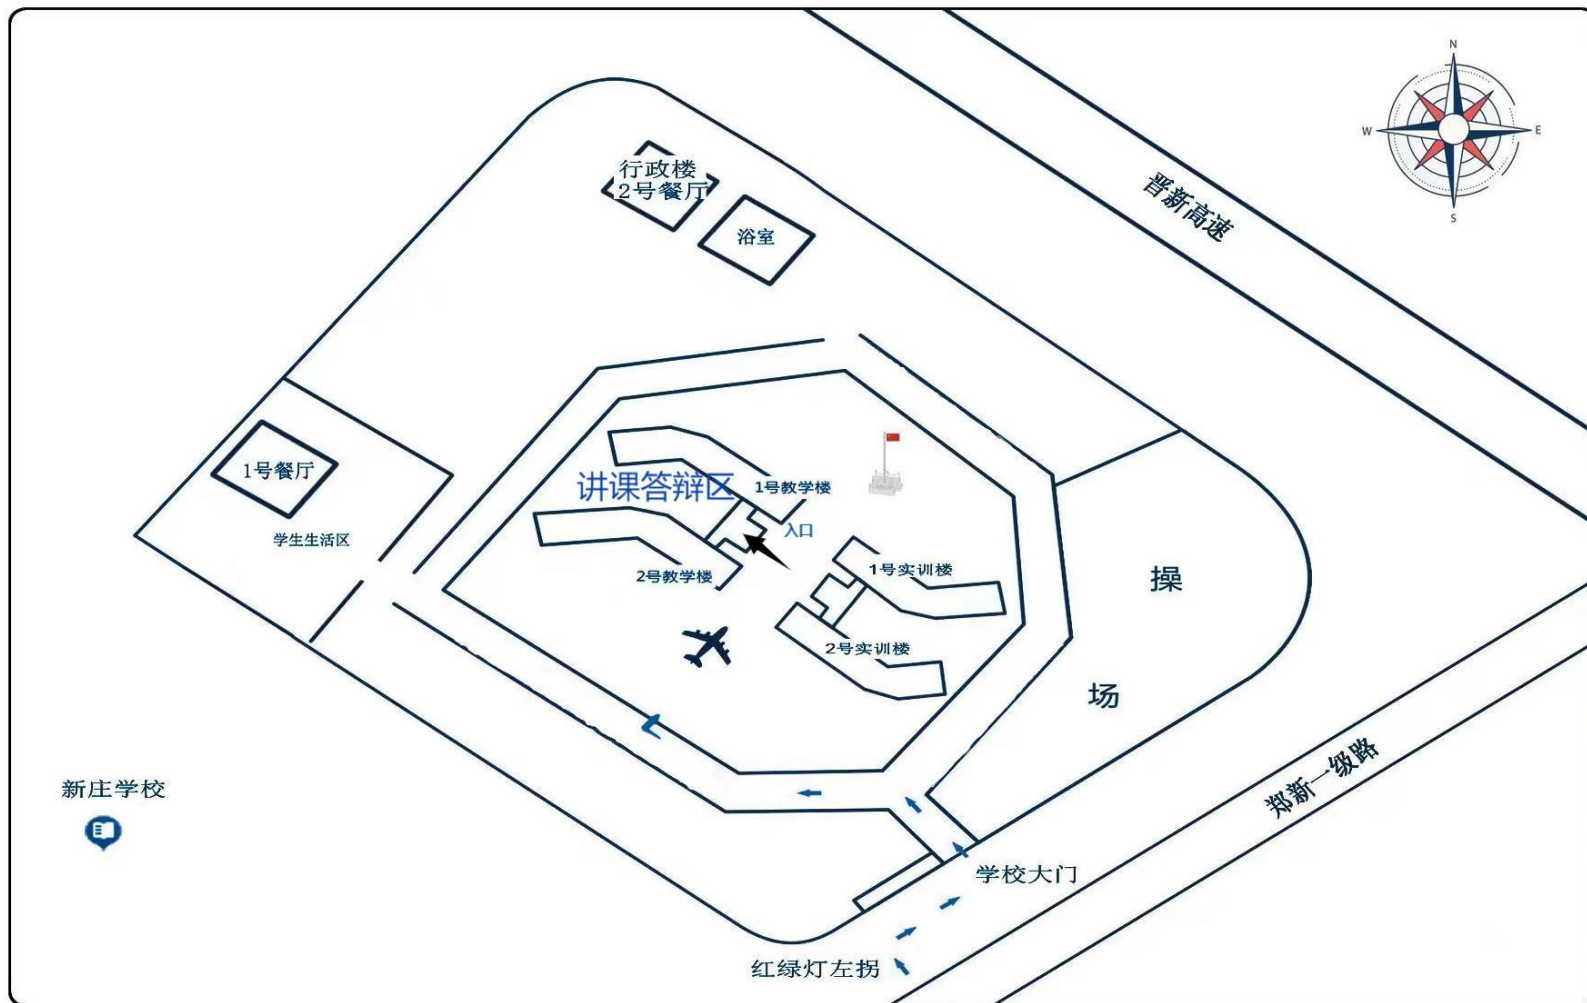 N
W
E
S
晋新高速
行政楼
2号餐厅
浴室
1号餐厅
学生生活区
讲课答辩区
1号教学楼
入口
2号教学楼
1号实训楼
2号实训楼
操
场
新庄学校
郑新一级路
学校大门
红绿灯左拐